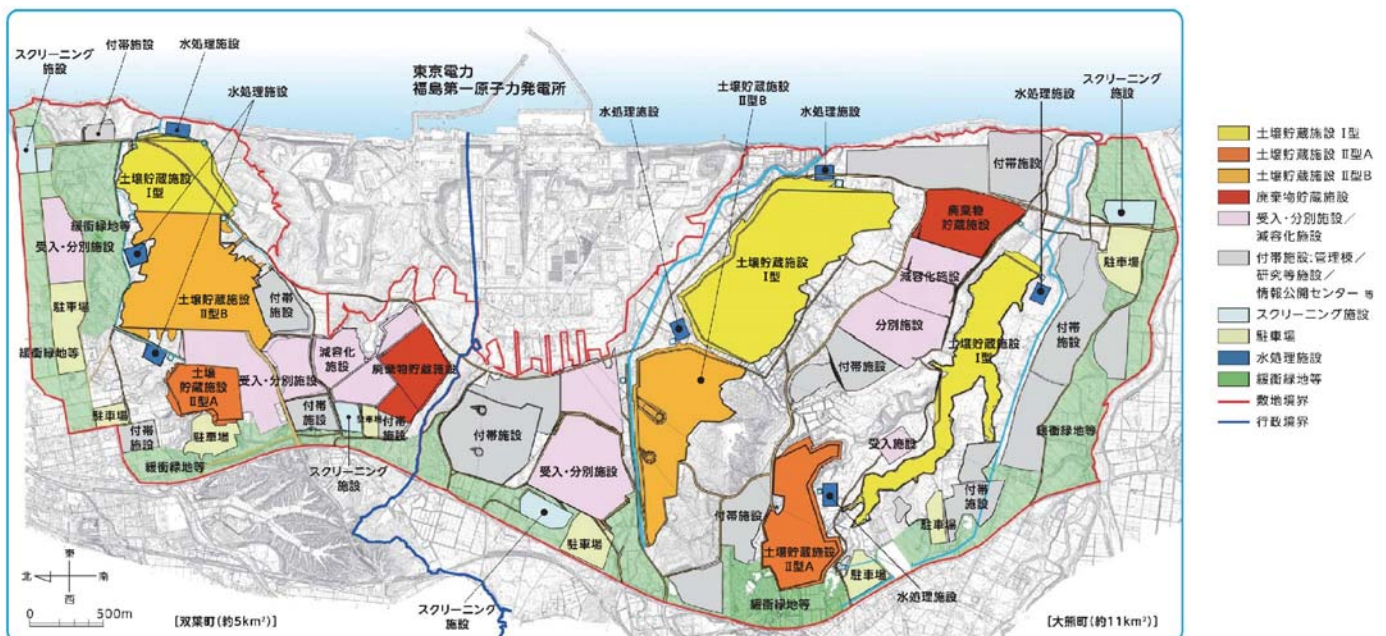 スクリーニング
施設
付帯施設
水処理施設
水処理施設
東京電力
福島第一原子力発電所
水処理施設
土壌貯蔵施設
Ⅱ型B
水処理施設
水処理施設
スクリーニング
施設
土壌貯蔵施設
Ⅰ型
緩衝緑地等
受入・分別施設
駐車場
緩衝緑地等
土壌貯蔵施設
Ⅱ型B
付帯
施設
土壌
貯蔵施設
Ⅱ型A
受入・分別施設
減容化
施設
廃棄物貯蔵施設
駐車場
付帯
施設
駐車場
緩衝緑地等
付帯
施設
スクリーニング
施設
駐車場
付帯
施設
付帯施設
受入・分別施設
スクリーニング
施設
駐車場
土壌貯蔵施設
Ⅰ型
付帯施設
廃棄物
貯蔵施設
減容化施設
分別施設
付帯施設
土壌貯蔵施設
Ⅰ型
受入施設
付帯
施設
駐車場
緩衝緑地等
付帯施設
土壌貯蔵施設
Ⅱ型A
緩衝緑地等
駐車場
水処理施設
駐車場
付帯
施設
土壌貯蔵施設 Ⅰ型
土壌貯蔵施設 Ⅱ型A
土壌貯蔵施設 Ⅱ型B
廃棄物貯蔵施設
受入・分別施設／
減容化施設
付帯施設:管理棟／
研究等施設／
情報公開センター 等
スクリーニング施設
駐車場
水処理施設
緩衝緑地等
敷地境界
行政境界
東
北
南
西
0 500m
[双葉町(約5km²)]
[大熊町(約11km²)]